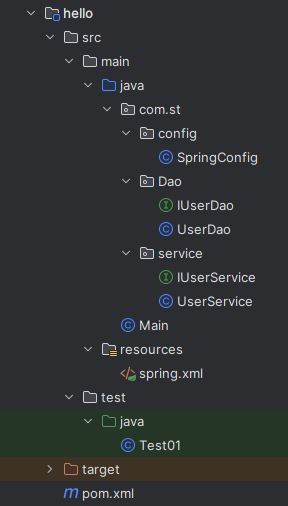 hello
src
main
java
com.st
config
SpringConfig
Dao
IUserDao
UserDao
service
IUserService
UserService
Main
resources
spring.xml
test
java
Test01
target
pom.xml